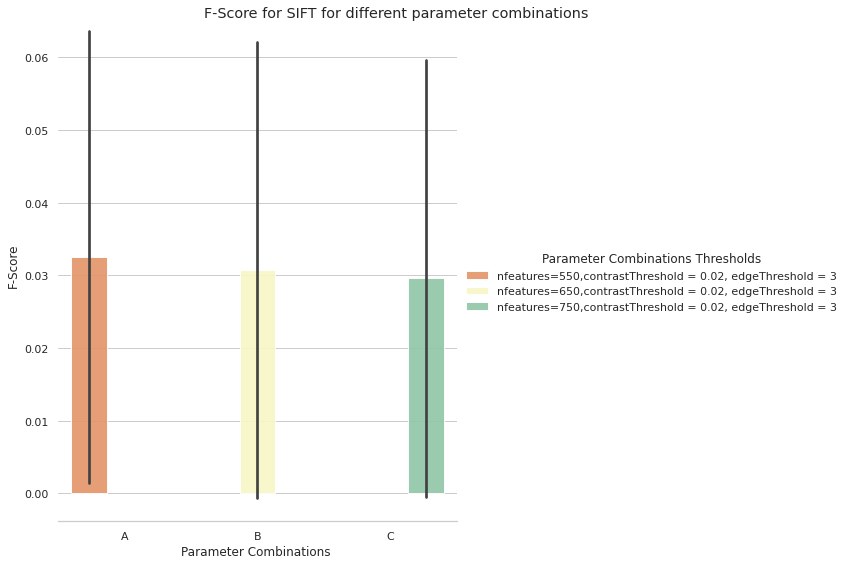 F-Score for SIFT for different parameter combinations
0.06
0.05
0.04
0.03
0.02
0.01
0.00
F-Score
A B C
Parameter Combinations
Parameter Combinations Thresholds
nfeatures=550,contrastThreshold = 0.02, edgeThreshold = 3
nfeatures=650,contrastThreshold = 0.02, edgeThreshold = 3
nfeatures=750,contrastThreshold = 0.02, edgeThreshold = 3